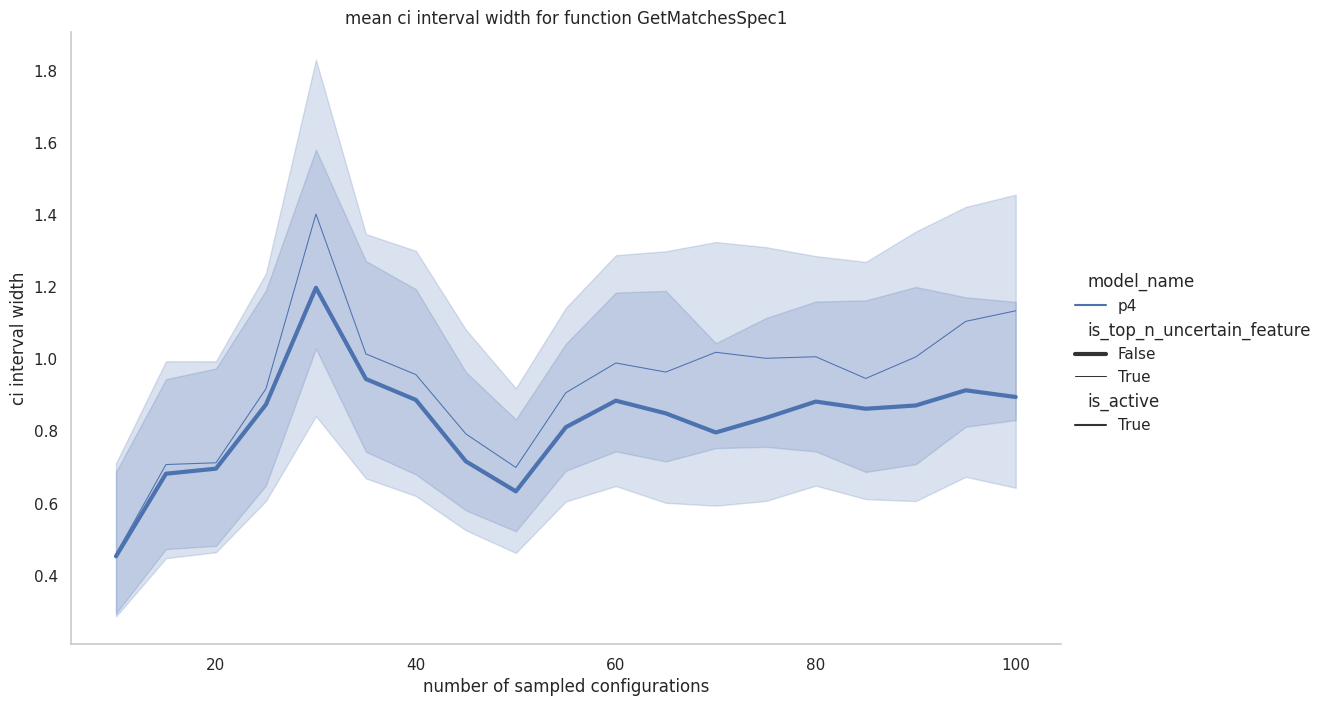 mean ci interval width for function GetMatchesSpec1
ci interval width
1.8
1.6
1.4
1.2
1.0
0.8
0.6
0.4
20
40
60
80
100
number of sampled configurations
model_name
p4
is_top_n_uncertain_feature
False
True
is_active
True